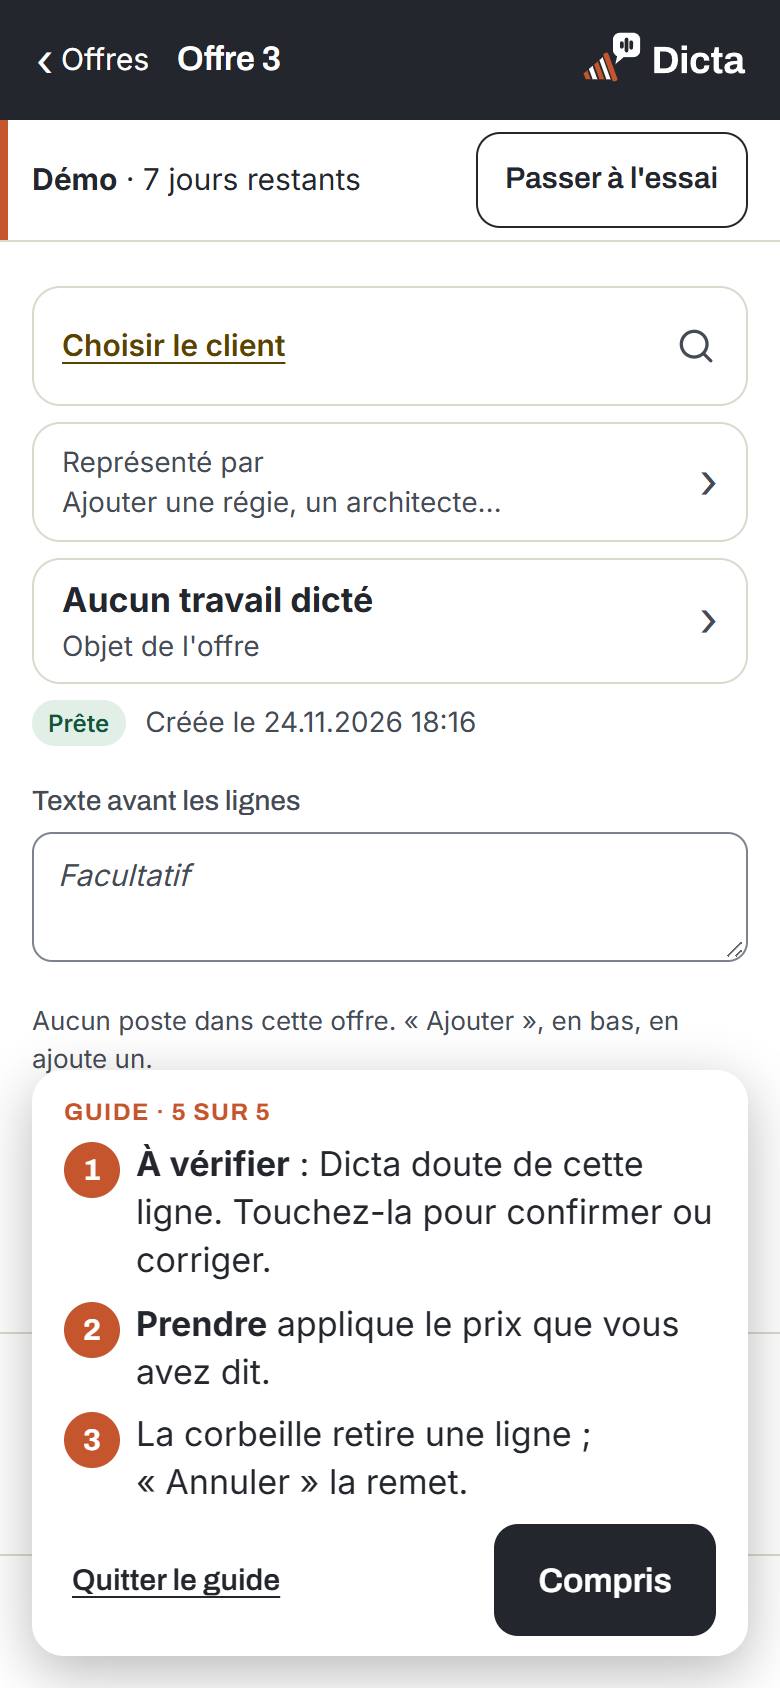 ‹ Offres Offre 3 Dicta
Démo · 7 jours restants Passer à l'essai
Choisir le client
Représenté par
Ajouter une régie, un architecte...
Aucun travail dicté
Objet de l'offre
Prête Créée le 24.11.2026 18:16
Texte avant les lignes
Facultatif
Aucun poste dans cette offre. « Ajouter », en bas, en
ajoute un.
GUIDE · 5 SUR 5
1 À vérifier : Dicta doute de cette
ligne. Touchez-la pour confirmer ou
corriger.
2 Prendre applique le prix que vous
avez dit.
3 La corbeille retire une ligne ;
« Annuler » la remet.
Quitter le guide Compris